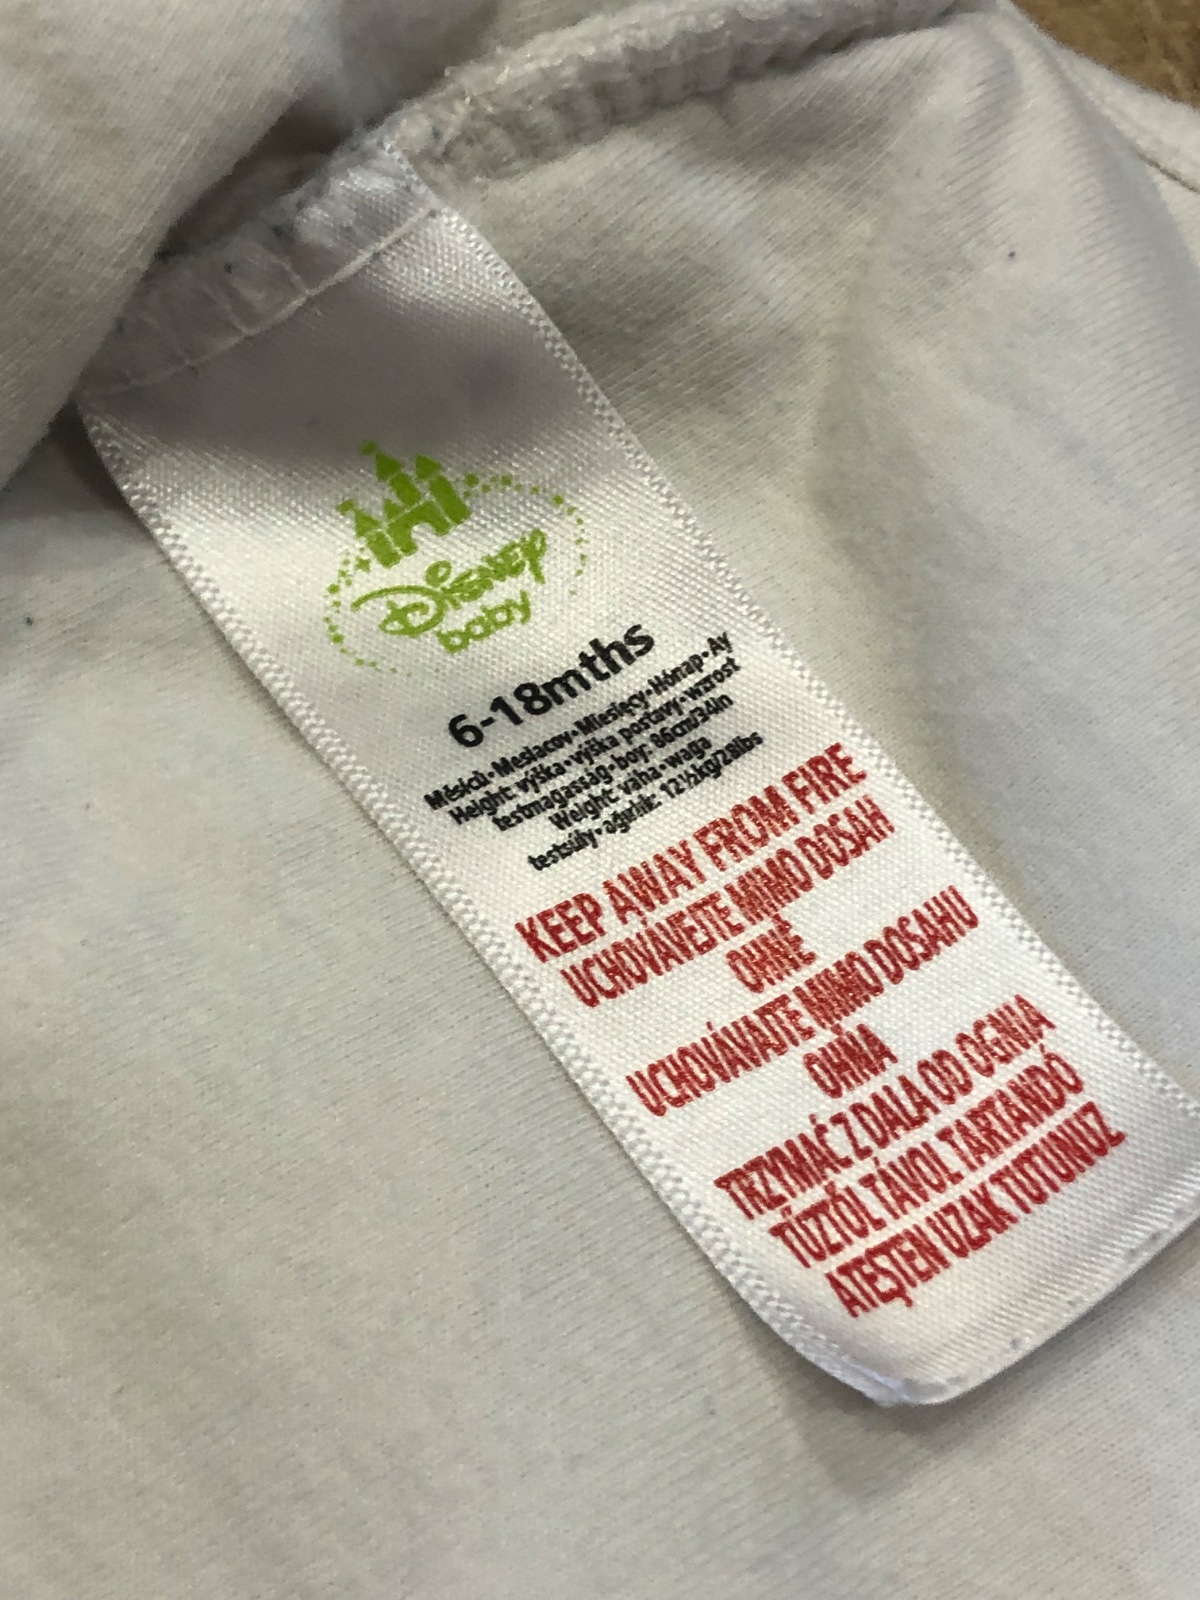 Disney
baby
6-18mths
Měsíců•Mesiacov•Miesięcy•Hónap•Ay
Height: výška•výška postavy•wzrost
testmagasság•boy: 86cm/34in
Weight: váha•waga
testsúly•ağırlık: 12½kg/28lbs
KEEP AWAY FROM FIRE
UCHOVÁVEJTE MIMO DOSAH
OHNĚ
UCHOVÁVAJTE MIMO DOSAHU
OHŇA
TRZYMAĆ Z DALA OD OGNIA
TŰZTŐL TÁVOL TARTANDÓ
ATEŞTEN UZAK TUTUNUZ